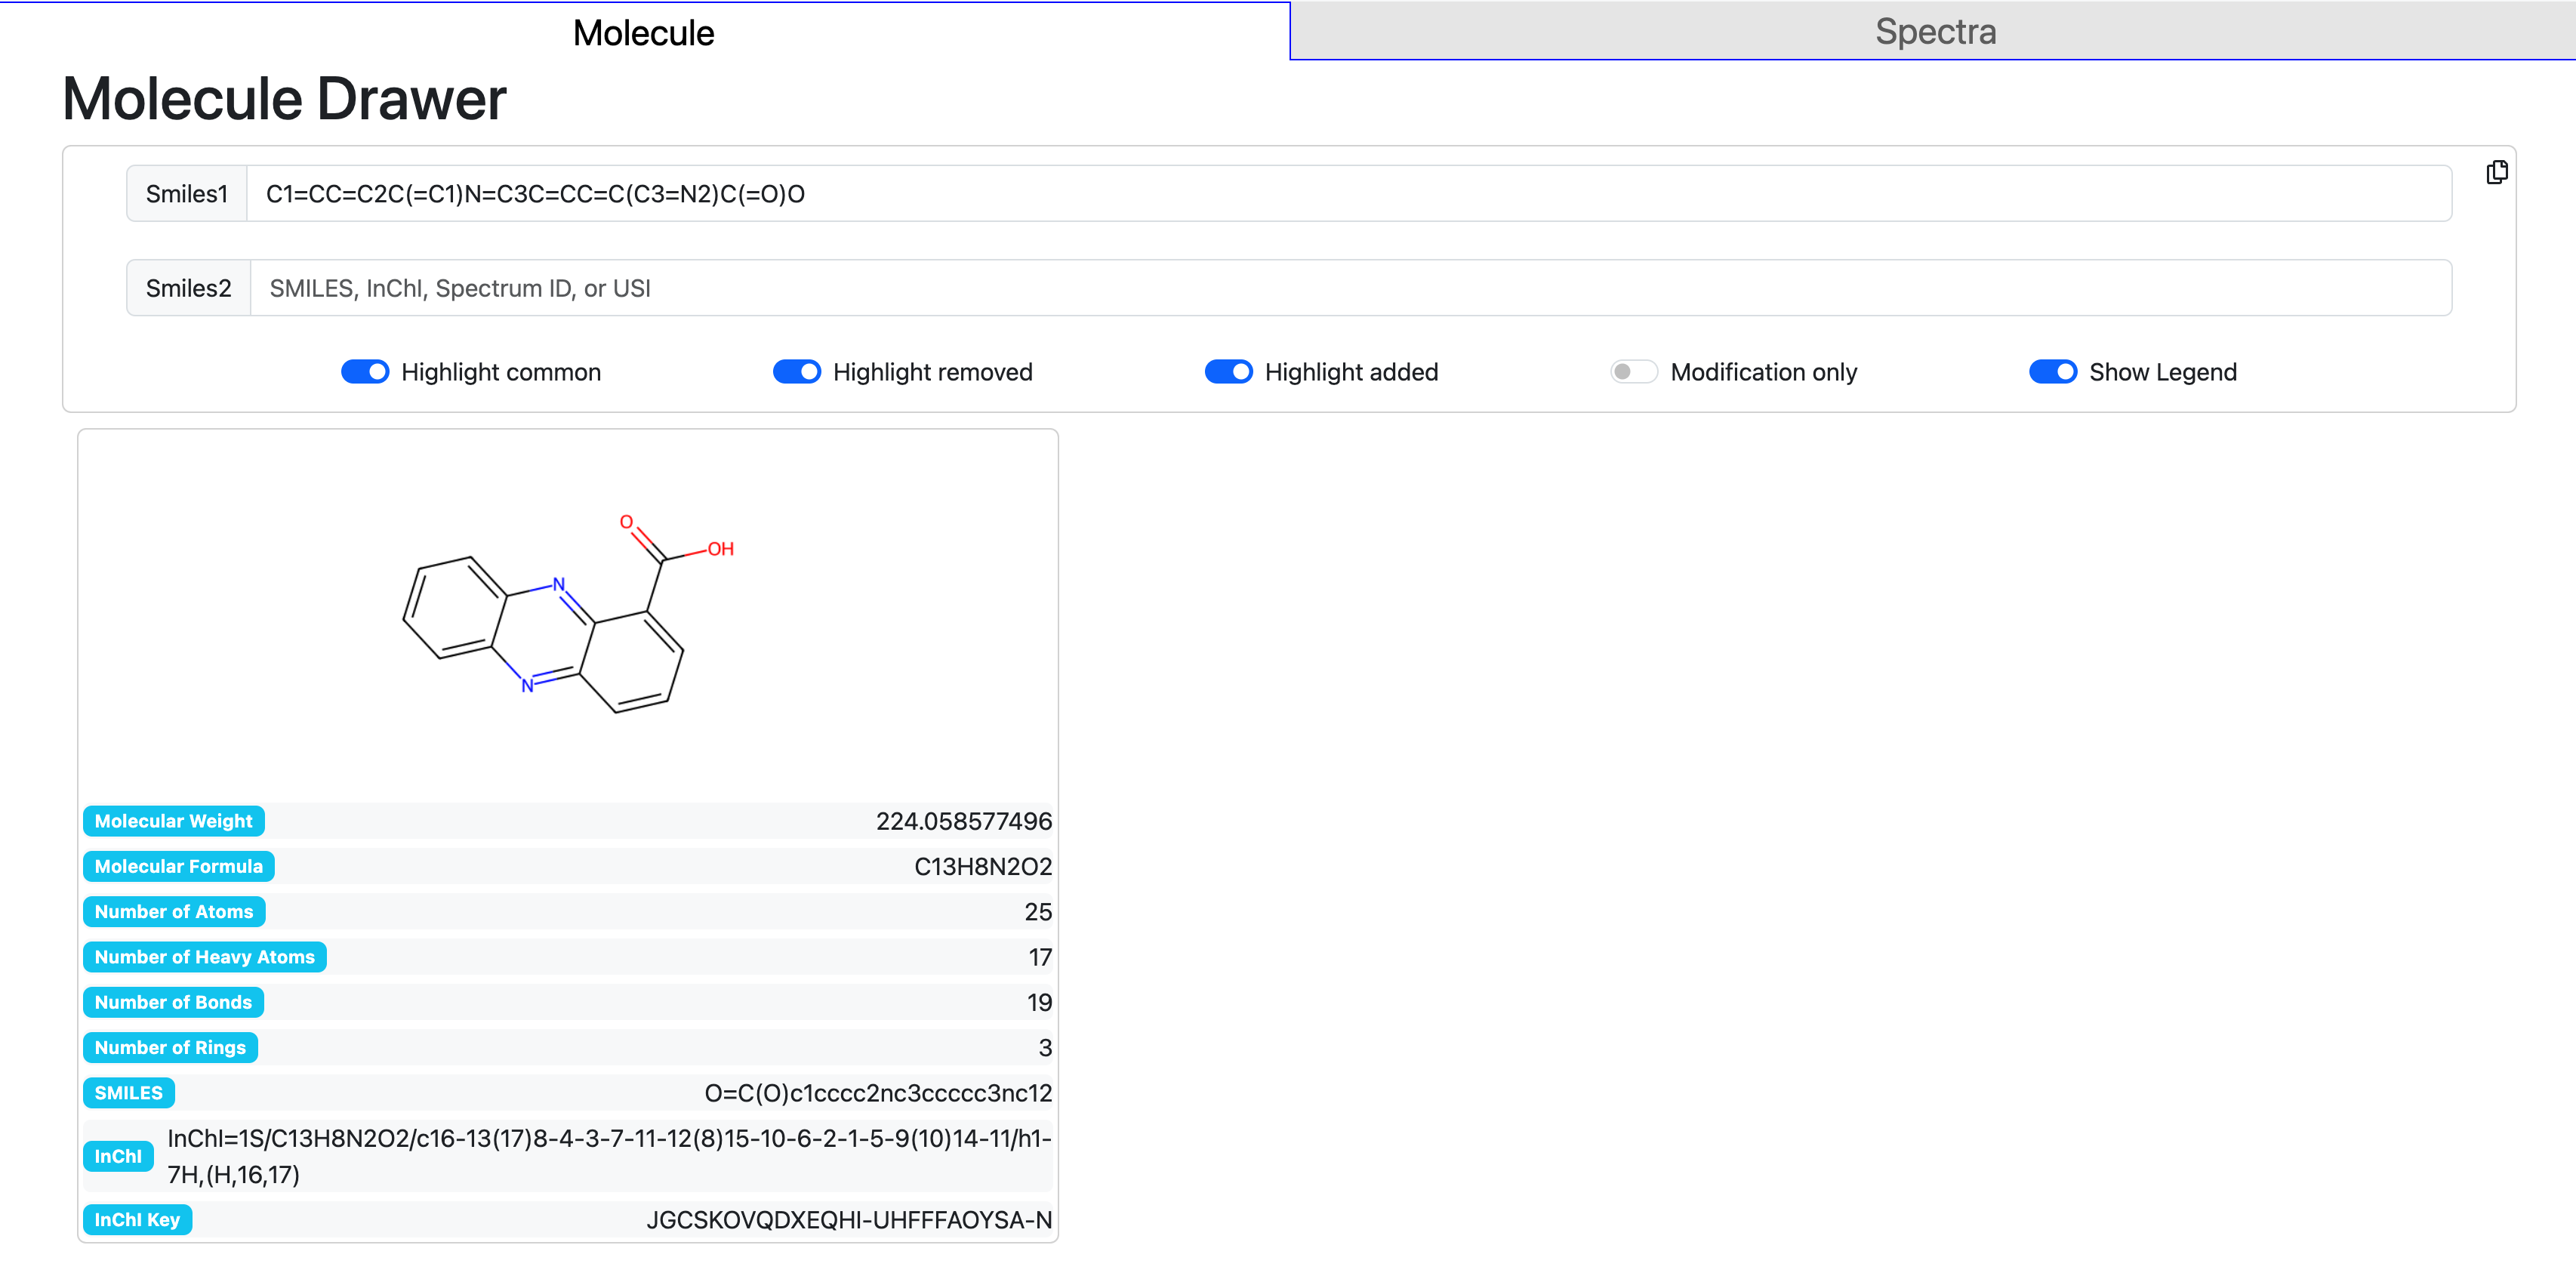 Molecule
Spectra
Molecule Drawer
Smiles1 C1=CC=C2C(=C1)N=C3C=CC=C(C3=N2)C(=O)O
Smiles2 SMILES, InChI, Spectrum ID, or USI
Highlight common Highlight removed Highlight added Modification only Show Legend
O
OH
N
N
Molecular Weight 224.058577496
Molecular Formula C13H8N2O2
Number of Atoms 25
Number of Heavy Atoms 17
Number of Bonds 19
Number of Rings 3
SMILES O=C(O)c1cccc2nc3ccccc3nc12
InChI InChI=1S/C13H8N2O2/c16-13(17)8-4-3-7-11-12(8)15-10-6-2-1-5-9(10)14-11/h1-
7H,(H,16,17)
InChI Key JGCSKOVQDXEQHI-UHFFFAOYSA-N